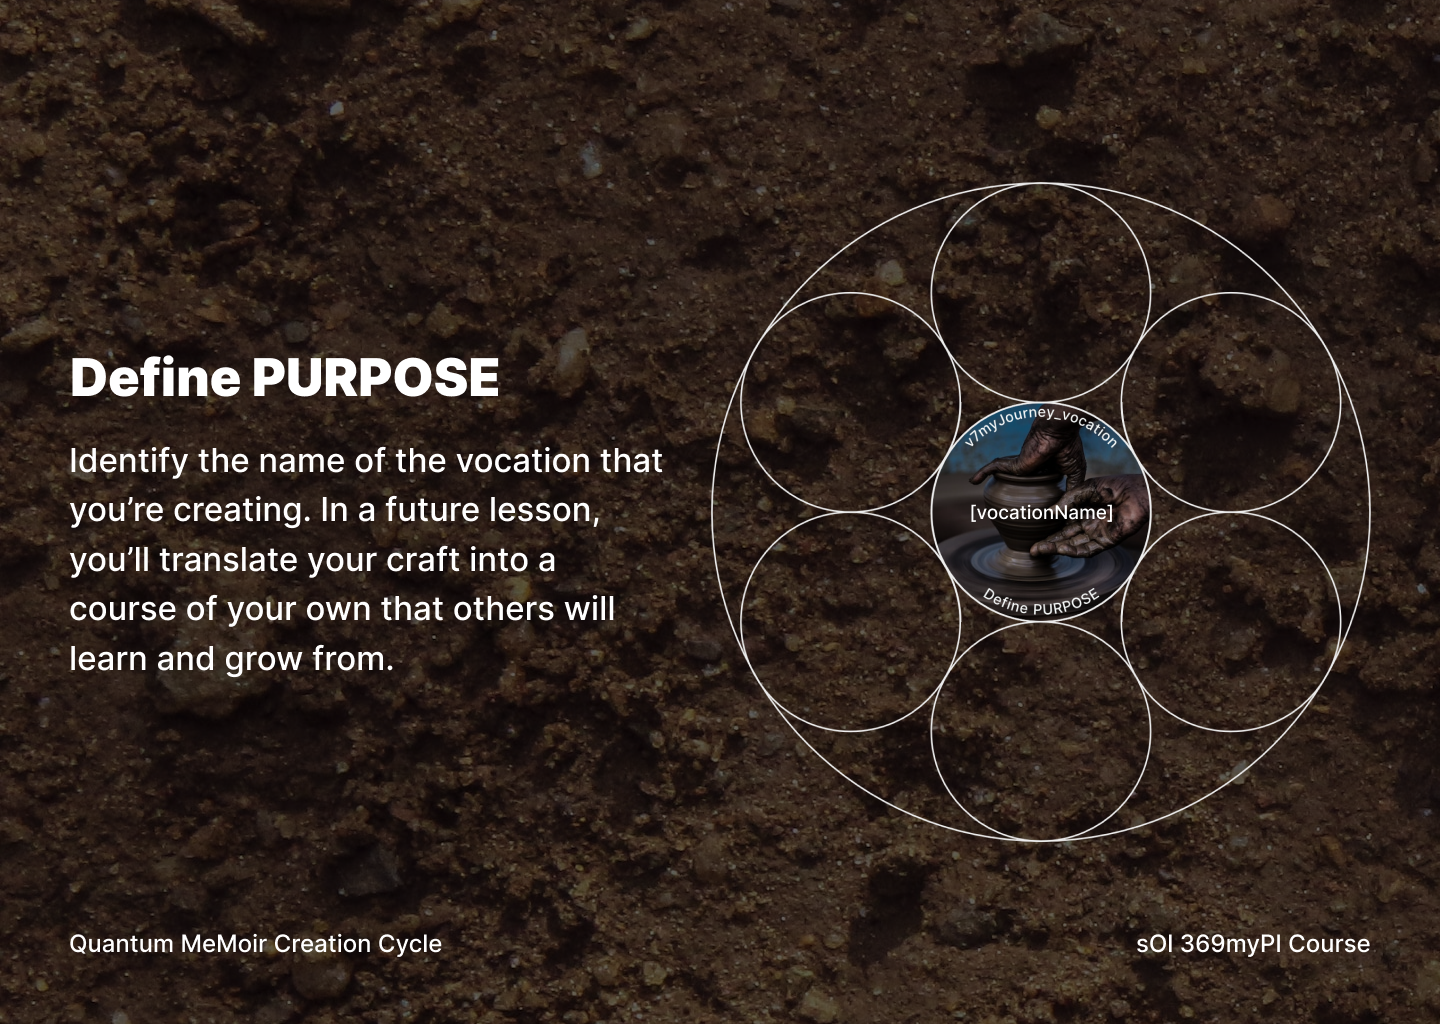 Define PURPOSE
Identify the name of the vocation that
you’re creating. In a future lesson,
you’ll translate your craft into a
course of your own that others will
learn and grow from.
v7myJourney_vocation
[vocationName]
Define PURPOSE
Quantum MeMoir Creation Cycle
sOI 369myPI Course